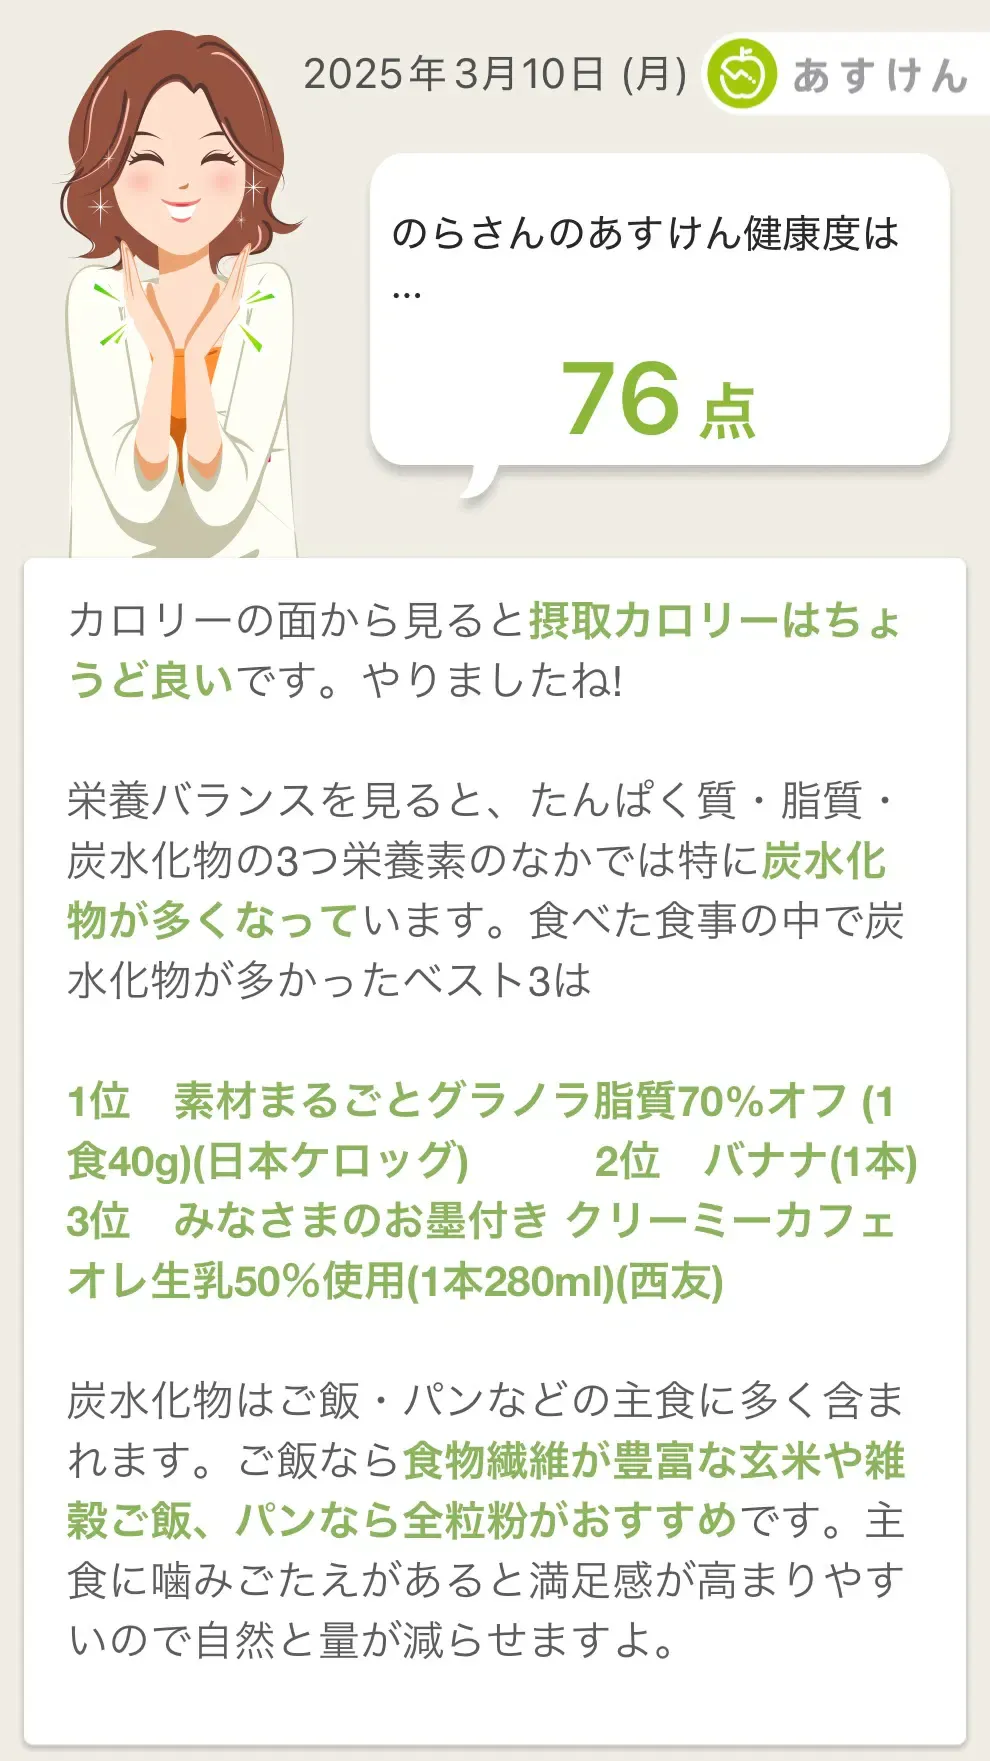 2025年3月10日 (月)
あすけん
のらさんのあすけん健康度は
...
76点
カロリーの面から見ると摂取カロリーはちょ
うど良いです。やりましたね!
栄養バランスを見ると、たんぱく質・脂質・
炭水化物の3つ栄養素のなかでは特に炭水化
物が多くなっています。食べた食事の中で炭
水化物が多かったベスト3は
1位　素材まるごとグラノラ脂質70%オフ (1
食40g)(日本ケロッグ)　　　2位　バナナ(1本)
3位　みなさまのお墨付き クリーミーカフェ
オレ生乳50%使用(1本280ml)(西友)
炭水化物はご飯・パンなどの主食に多く含ま
れます。ご飯なら食物繊維が豊富な玄米や雑
穀ご飯、パンなら全粒粉がおすすめです。主
食に噛みごたえがあると満足感が高まりやす
いので自然と量が減らせますよ。